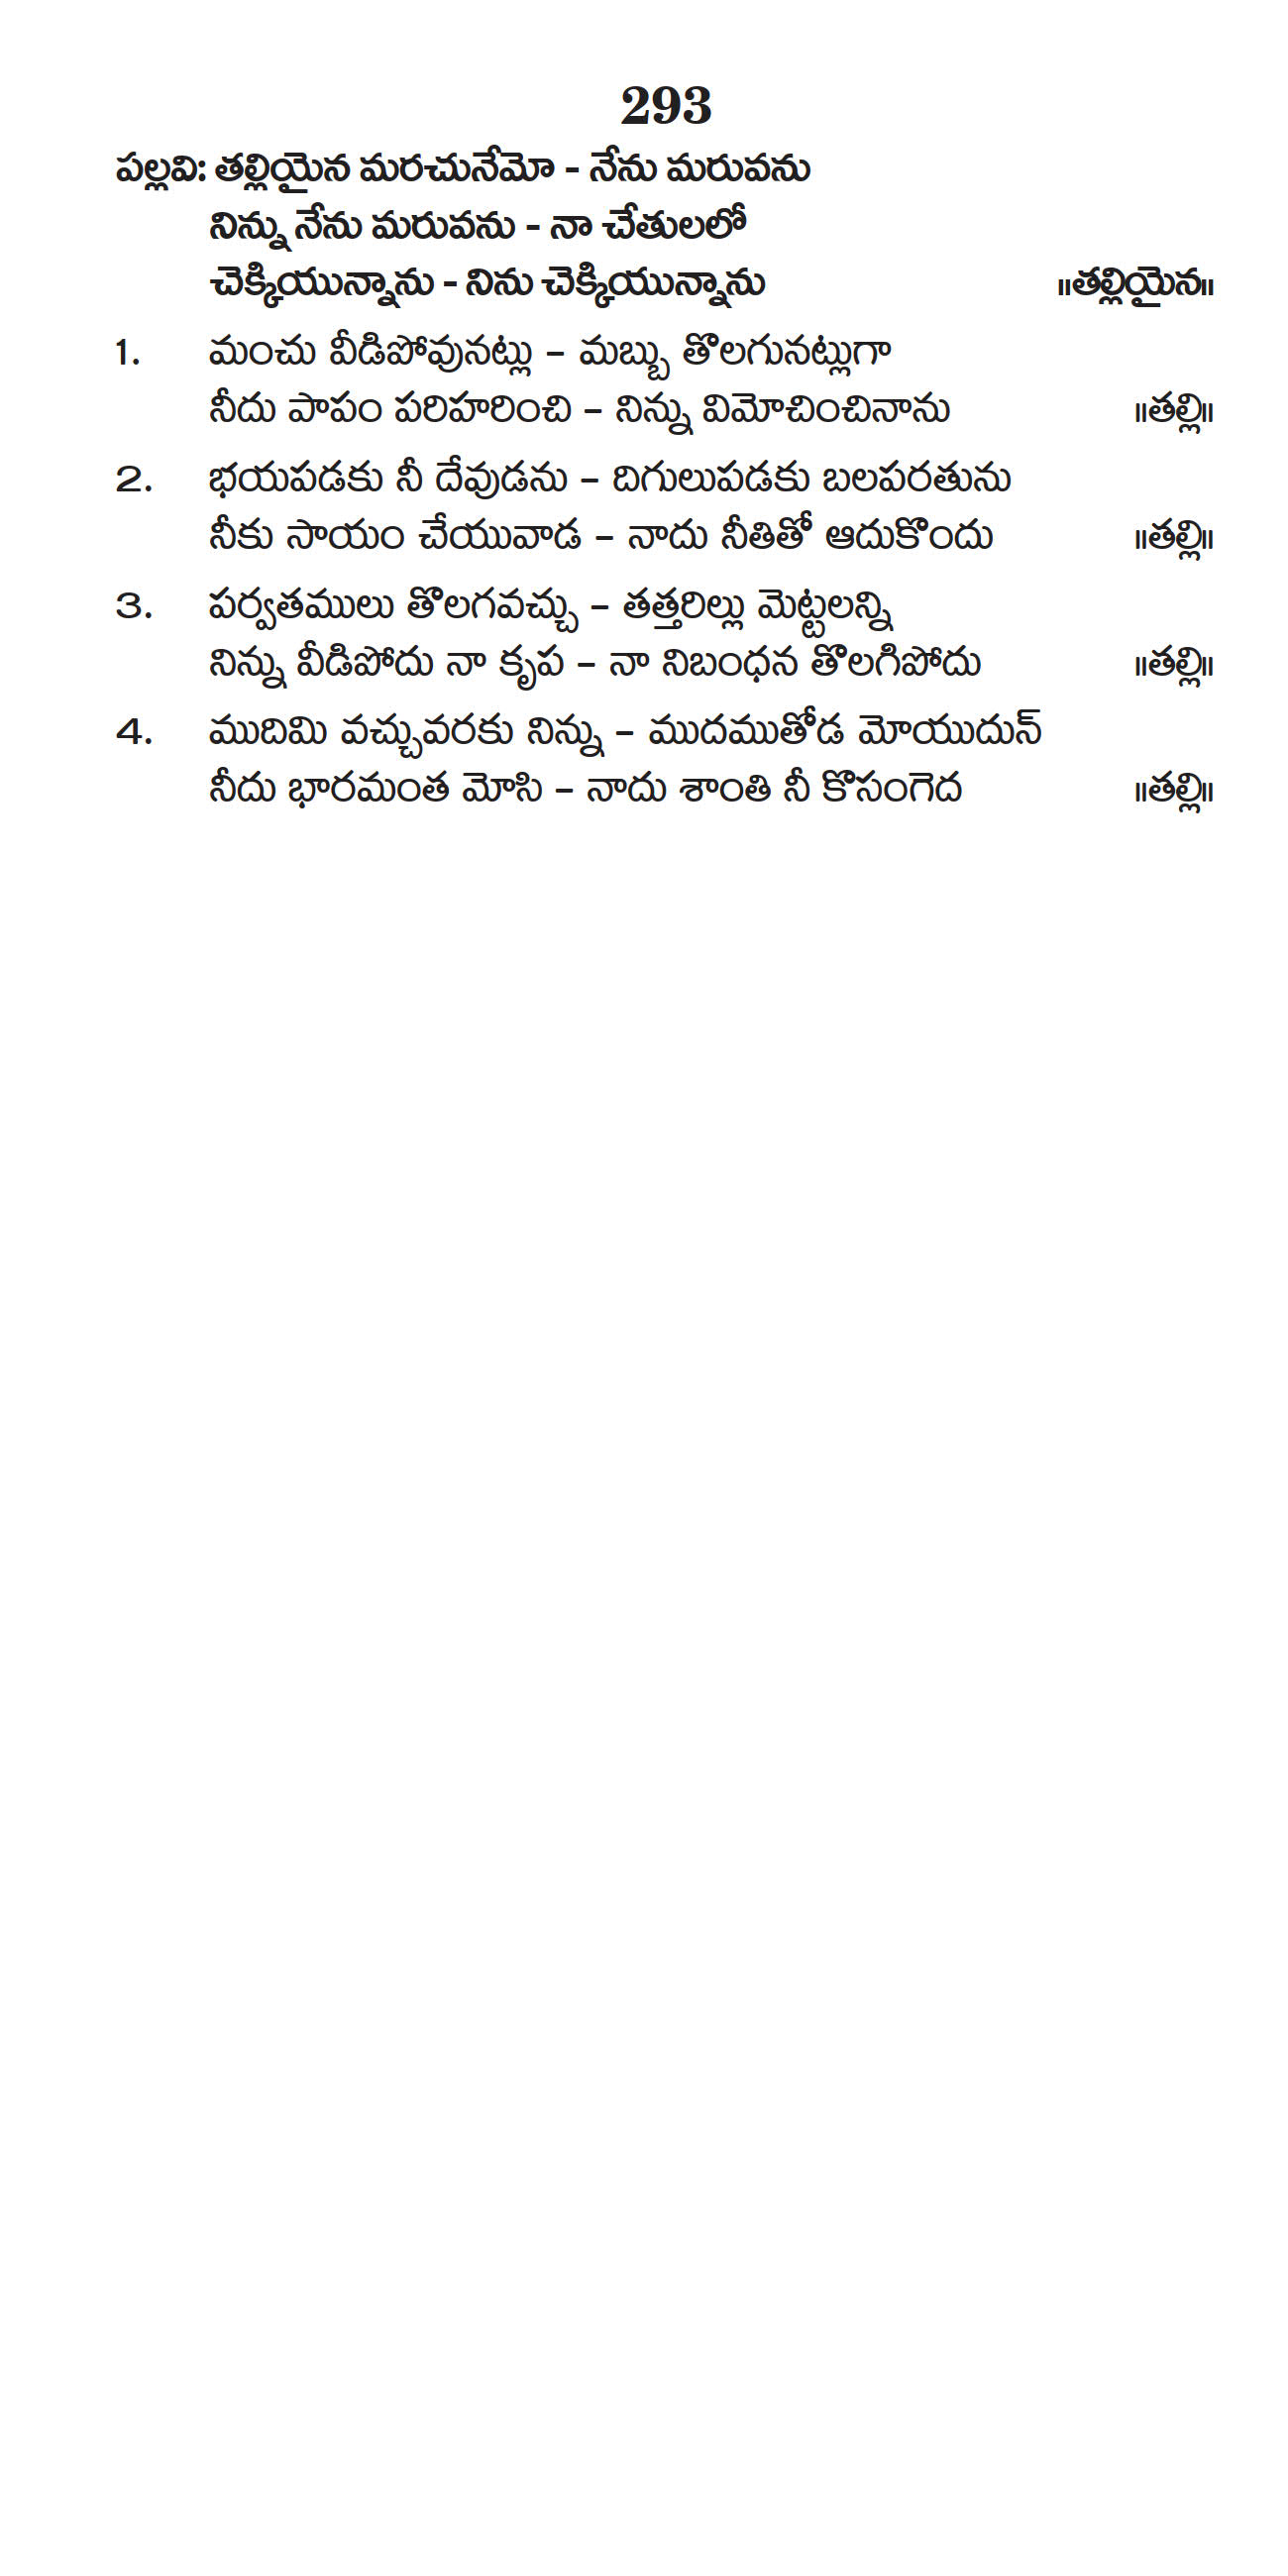 293
పల్లవి: తల్లియైన మరచునేమో - నేను మరువను
నిన్ను నేను మరువను - నా చేతులలో
చెక్కియున్నాను - నిను చెక్కియున్నాను ॥తల్లియైన॥
1. మంచు వీడిపోవునట్లు – మబ్బు తొలగునట్లుగా
నీదు పాపం పరిహరించి – నిన్ను విమోచించినాను ॥తల్లి॥
2. భయపడకు నీ దేవుడను – దిగులుపడకు బలపరతును
నీకు సాయం చేయువాడ – నాదు నీతితో ఆదుకొందు ॥తల్లి॥
3. పర్వతములు తొలగవచ్చు – తత్తరిల్లు మెట్టలన్ని
నిన్ను వీడిపోదు నా కృప – నా నిబంధన తొలగిపోదు ॥తల్లి॥
4. ముదిమి వచ్చువరకు నిన్ను – ముదముతోడ మోయుదున్
నీదు భారమంత మోసి – నాదు శాంతి నీ కొసంగెద ॥తల్లి॥